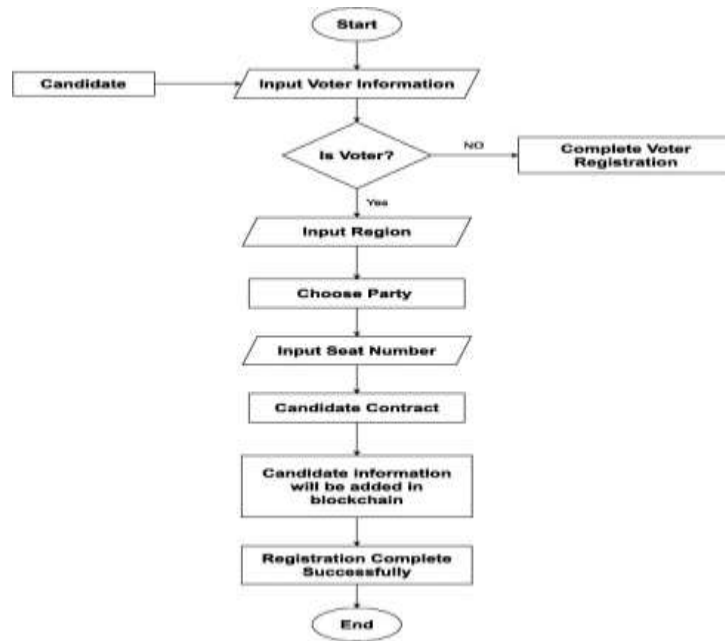 Start
Candidate
Input Voter Information
Is Voter?
NO
Complete Voter
Registration
Yes
Input Region
Choose Party
Input Seat Number
Candidate Contract
Candidate information
will be added in
blockchain
Registration Complete
Successfully
End